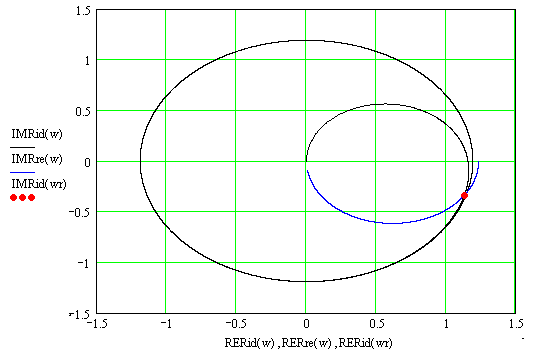 1.5
1
0.5
0
−0.5
−1
−1.5
IMRid(w)
IMRre(w)
IMRid(wr)
−1.5 −1 −0.5 0 0.5 1 1.5
RERid(w) , RERre(w) , RERid(wr)